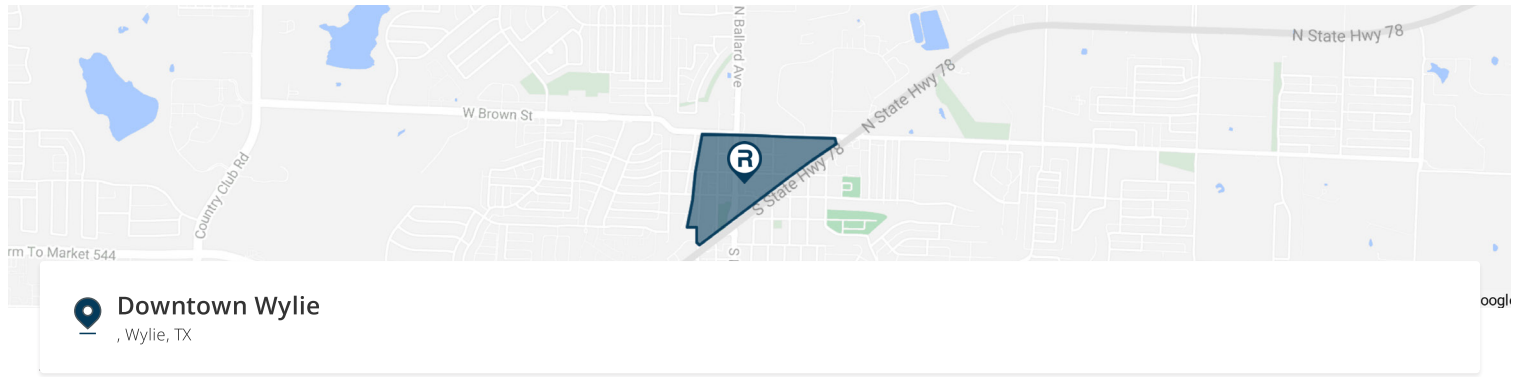 N Ballard Ave
N State Hwy 78
N State Hwy 78
W Brown St
R
S State Hwy 78
Country Club Rd
rm To Market 544
S
Downtown Wylie
, Wylie, TX
oogle